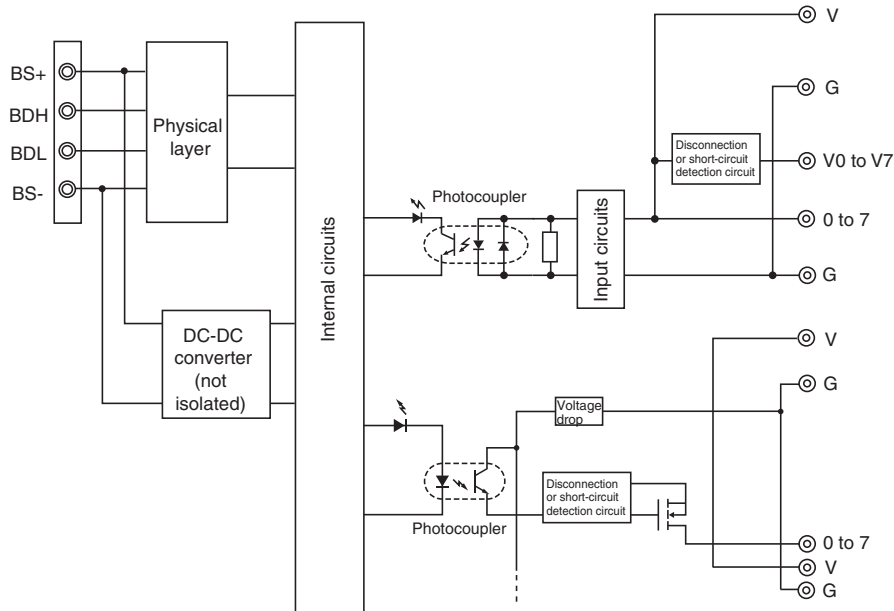 BS+
BDH
BDL
BS-
Physical
layer
DC-DC
converter
(not
isolated)
Internal circuits
Photocoupler
Input circuits
V
G
Disconnection
or short-circuit
detection circuit
V0 to V7
0 to 7
G
V
G
Voltage
drop
Photocoupler
Disconnection
or short-circuit
detection circuit
0 to 7
V
G